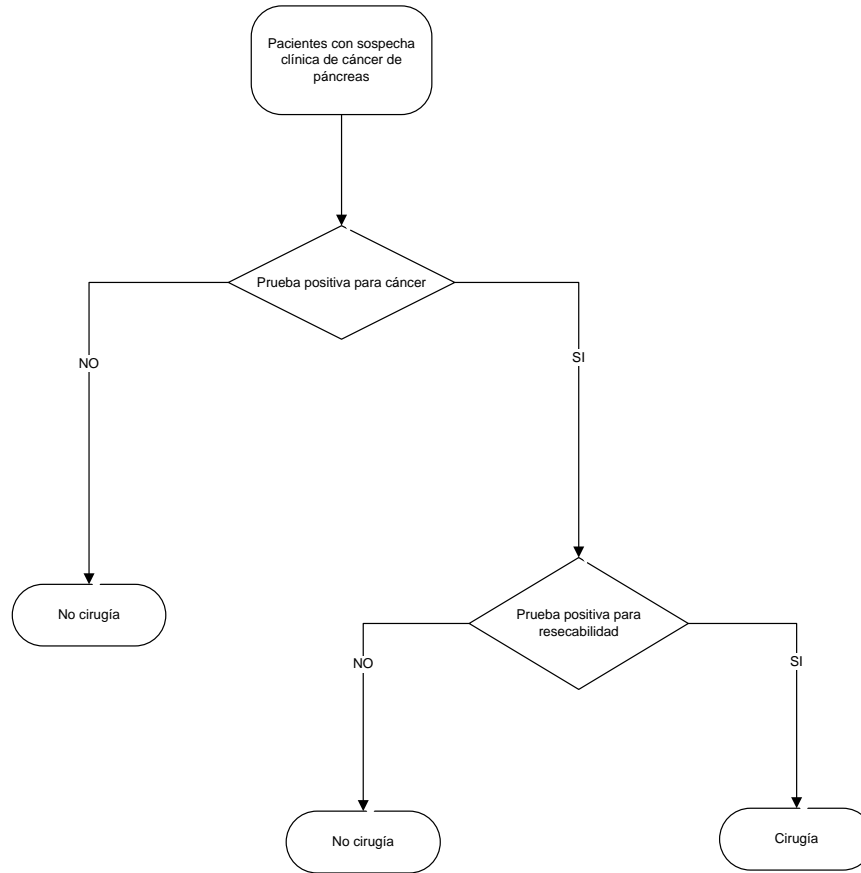 Pacientes con sospecha
clínica de cáncer de
páncreas
Prueba positiva para cáncer
NO
SI
No cirugía
Prueba positiva para
resecabilidad
NO
SI
No cirugía
Cirugía